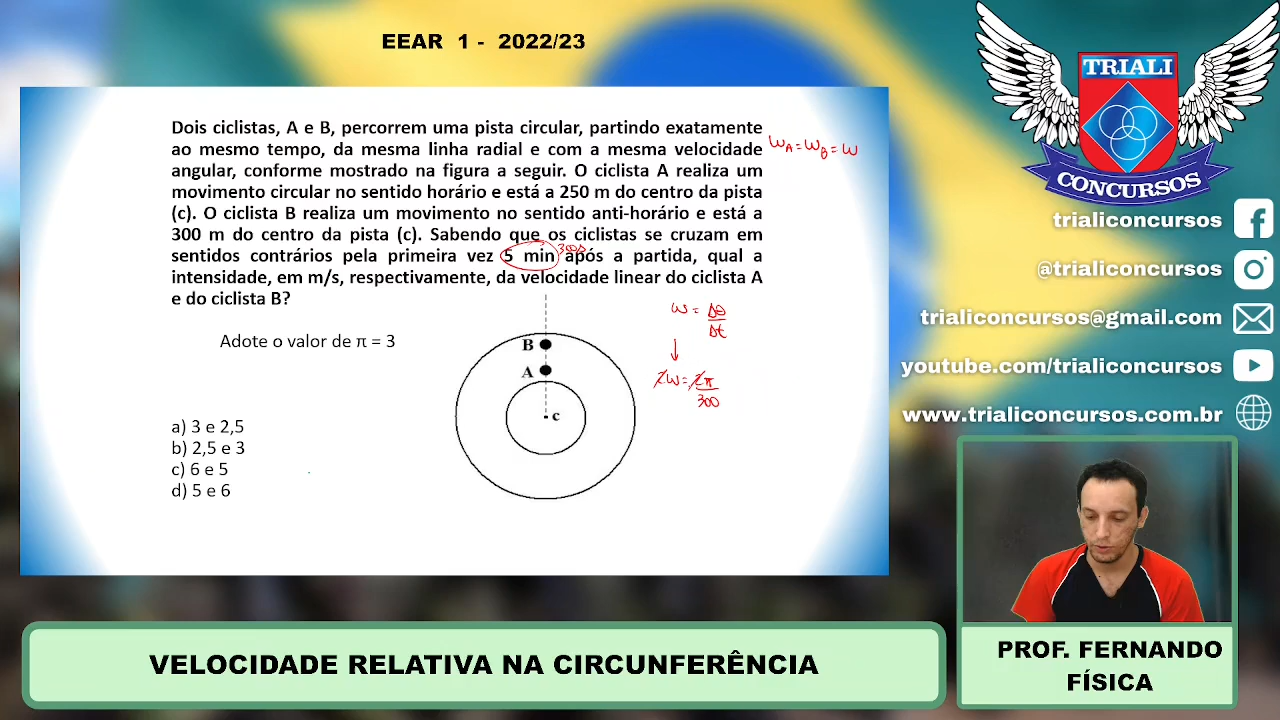 EEAR 1 - 2022/23
Dois ciclistas, A e B, percorrem uma pista circular, partindo exatamente
ao mesmo tempo, da mesma linha radial e com a mesma velocidade
angular, conforme mostrado na figura a seguir. O ciclista A realiza um
movimento circular no sentido horário e está a 250 m do centro da pista
(c). O ciclista B realiza um movimento no sentido anti-horário e está a
300 m do centro da pista (c). Sabendo que os ciclistas se cruzam em
sentidos contrários pela primeira vez 5 min após a partida, qual a
intensidade, em m/s, respectivamente, da velocidade linear do ciclista A
e do ciclista B?
ωA = ωB = ω
300s
Adote o valor de π = 3
ω = Δθ
Δt
2ω = 2π
300
B
A
c
a) 3 e 2,5
b) 2,5 e 3
c) 6 e 5
d) 5 e 6
TRIALI
CONCURSOS
trialiconcursos
@trialiconcursos
trialiconcursos@gmail.com
youtube.com/trialiconcursos
www.trialiconcursos.com.br
VELOCIDADE RELATIVA NA CIRCUNFERÊNCIA
PROF. FERNANDO
FÍSICA